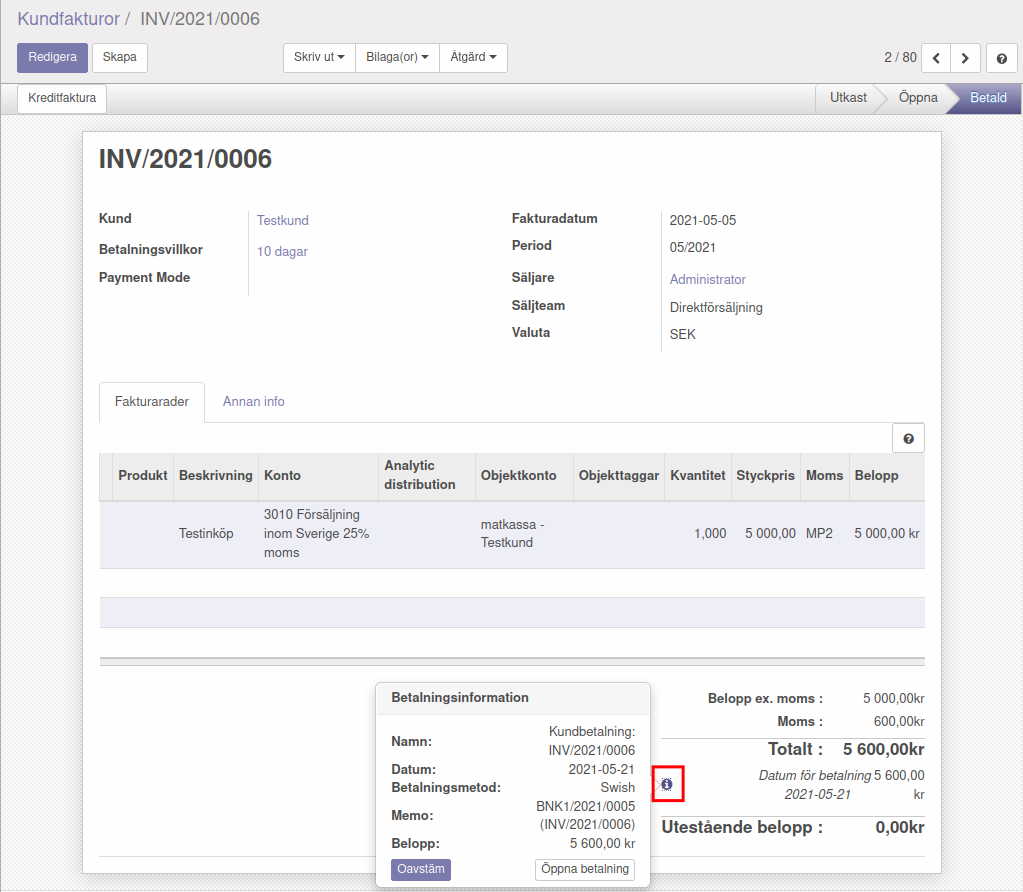 Kundfakturor / INV/2021/0006
Redigera Skapa Skriv ut Bilaga(or) Åtgärd 2 / 80
Kreditfaktura Utkast Öppna Betald
INV/2021/0006
Kund Testkund
Betalningsvillkor 10 dagar
Payment Mode
Fakturadatum 2021-05-05
Period 05/2021
Säljare Administrator
Säljteam Direktförsäljning
Valuta SEK
Fakturarader Annan info
Produkt Beskrivning Konto Analytic distribution Objektkonto Objekttaggar Kvantitet Styckpris Moms Belopp
Testinköp 3010 Försäljning inom Sverige 25% moms matkassa - Testkund 1,000 5 000,00 MP2 5 000,00 kr
Betalningsinformation
Namn: Kundbetalning: INV/2021/0006
Datum: 2021-05-21
Betalningsmetod: Swish
Memo: BNK1/2021/0005 (INV/2021/0006)
Belopp: 5 600,00 kr
Oavstäm Öppna betalning
Belopp ex. moms : 5 000,00kr
Moms : 600,00kr
Totalt : 5 600,00kr
Datum för betalning 2021-05-21 5 600,00 kr
Utestående belopp : 0,00kr